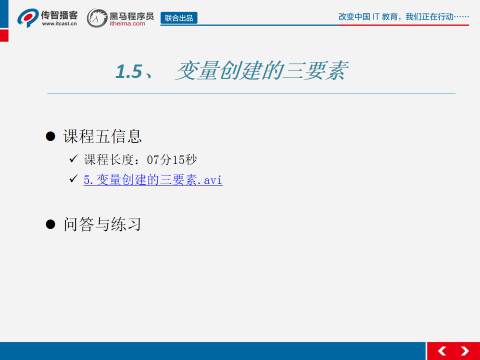 传智播客
www.itcast.cn
黑马程序员
itheima.com
联合出品
改变中国 IT 教育，我们正在行动……
1.5、 变量创建的三要素
课程五信息
课程长度：07分15秒
5.变量创建的三要素.avi
问答与练习